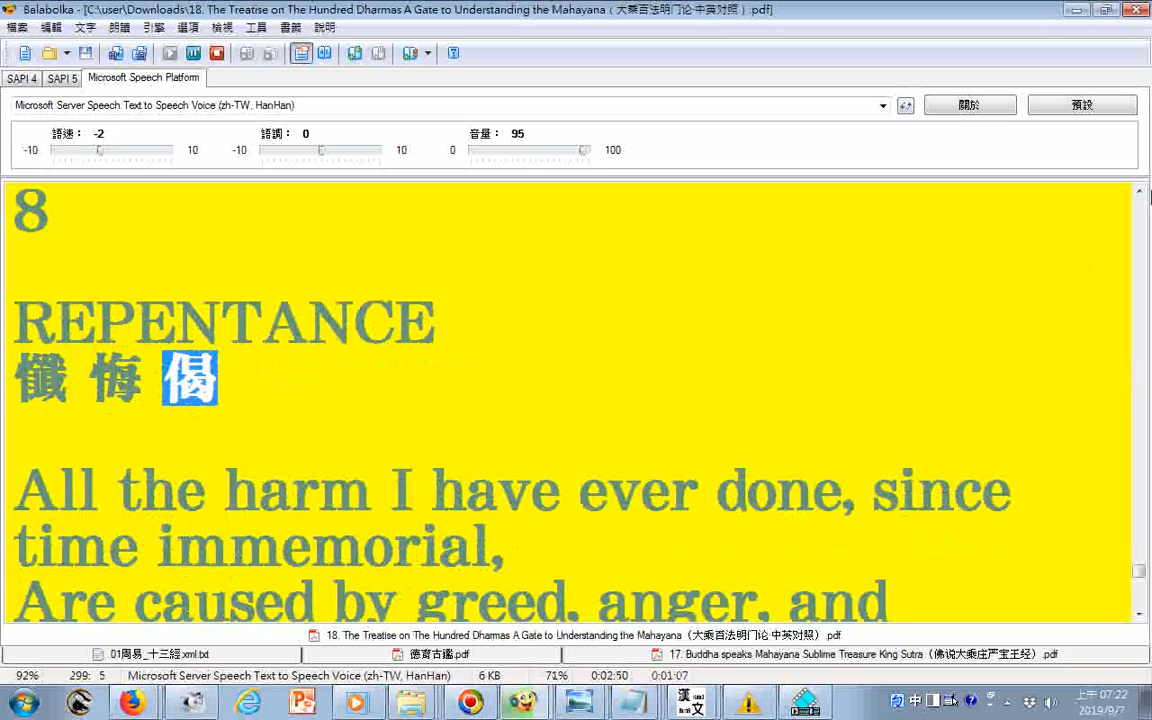 Balabolka - [C:\user\Downloads\18. The Treatise on The Hundred Dharmas A Gate to Understanding the Mahayana (大乘百法明门论·中英对照) .pdf]
檔案 編輯 文字 朗讀 引擎 選項 檢視 工具 書籤 說明
SAPI 4 SAPI 5 Microsoft Speech Platform
Microsoft Server Speech Text to Speech Voice (zh-TW, HanHan) 關於 預設
語速： -2 語調： 0 音量： 95
-10 10 -10 10 0 100
8
REPENTANCE
懺 悔 偈
All the harm I have ever done, since
time immemorial,
Are caused by greed, anger, and
18. The Treatise on The Hundred Dharmas A Gate to Understanding the Mahayana (大乘百法明门论·中英对照) .pdf
01周易_十三經.xml.txt 德育古鑑.pdf 17. Buddha speaks Mahayana Sublime Treasure King Sutra (佛说大乘庄严宝王经) .pdf
92% 299: 5 Microsoft Server Speech Text to Speech Voice (zh-TW, HanHan) 6 KB 71% 0:02:50 0:01:07
漢文 中 上午 07:22
2019/9/7